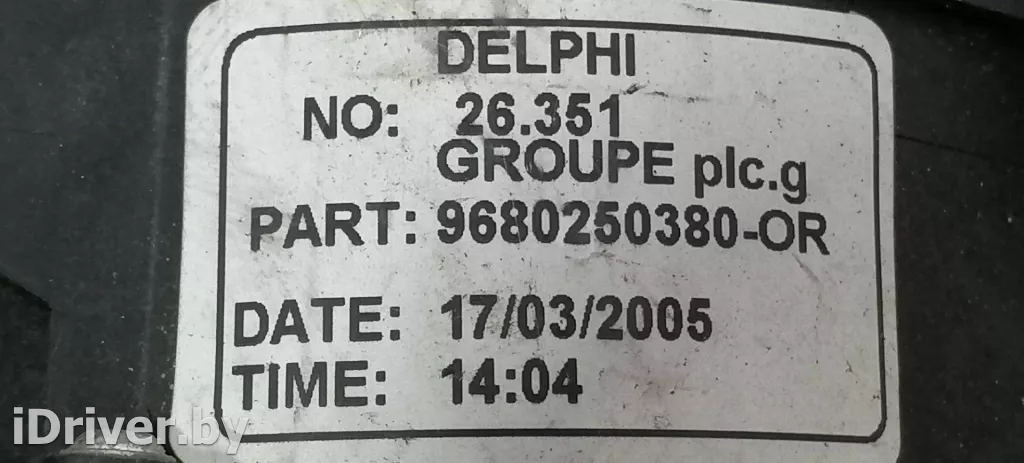 DELPHI
NO: 26.351
GROUPE plc.g
PART: 9680250380-OR
DATE: 17/03/2005
TIME: 14:04
iDriver.by